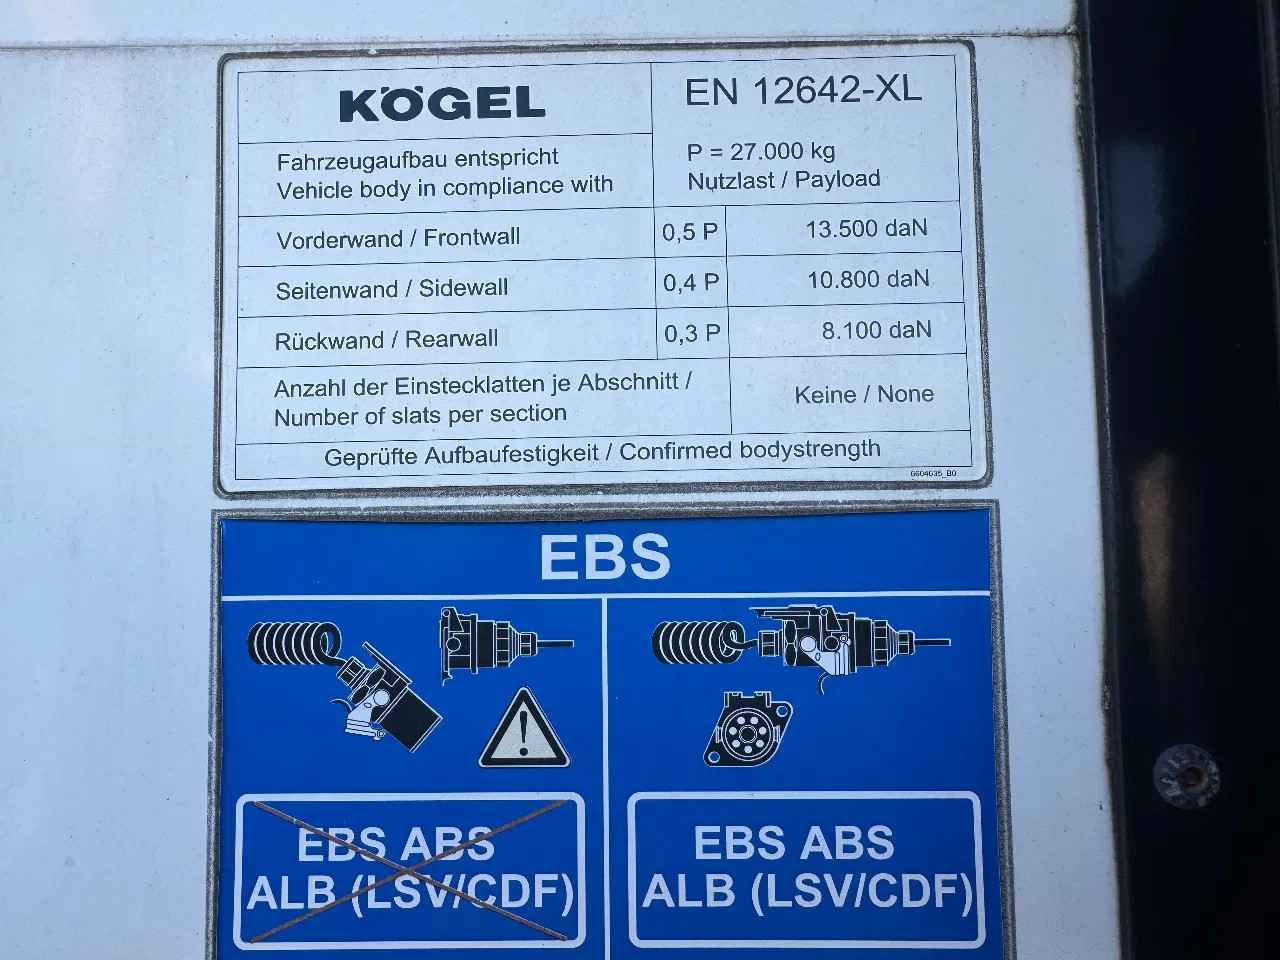 KÖGEL
EN 12642-XL
Fahrzeugaufbau entspricht
Vehicle body in compliance with
P = 27.000 kg
Nutzlast / Payload
Vorderwand / Frontwall 0,5 P 13.500 daN
Seitenwand / Sidewall 0,4 P 10.800 daN
Rückwand / Rearwall 0,3 P 8.100 daN
Anzahl der Einstecklatten je Abschnitt /
Number of slats per section
Keine / None
Geprüfte Aufbaufestigkeit / Confirmed bodystrength
6604635_B0
EBS
EBS ABS
ALB (LSV/CDF)
EBS ABS
ALB (LSV/CDF)